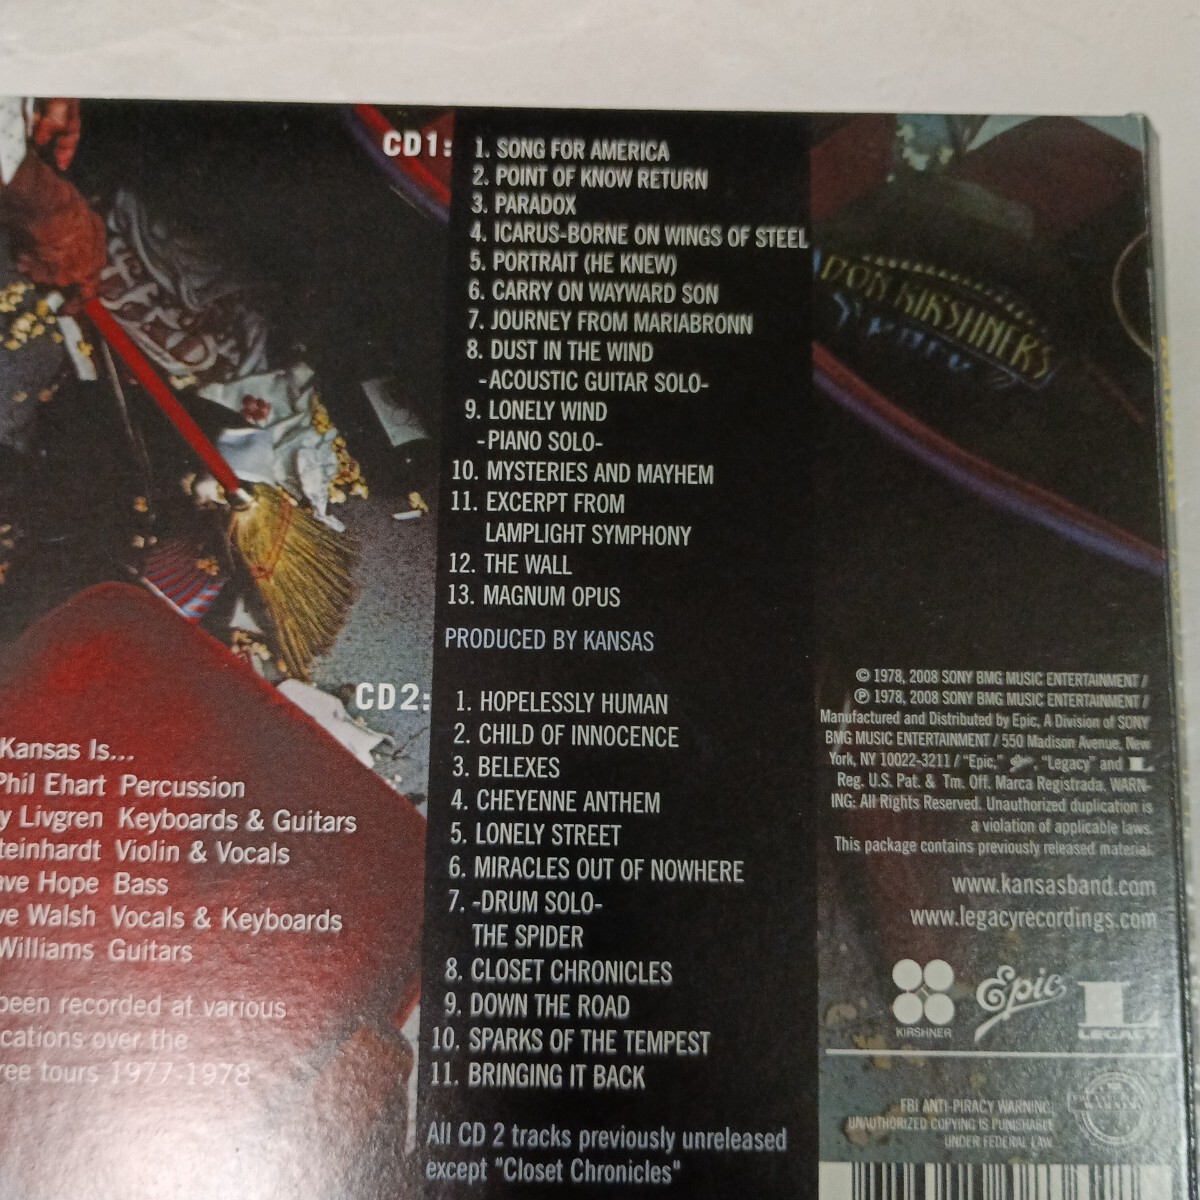 CD1:
1. SONG FOR AMERICA
2. POINT OF KNOW RETURN
3. PARADOX
4. ICARUS-BORNE ON WINGS OF STEEL
5. PORTRAIT (HE KNEW)
6. CARRY ON WAYWARD SON
7. JOURNEY FROM MARIABRONN
8. DUST IN THE WIND
-ACOUSTIC GUITAR SOLO-
9. LONELY WIND
-PIANO SOLO-
10. MYSTERIES AND MAYHEM
11. EXCERPT FROM
LAMPLIGHT SYMPHONY
12. THE WALL
13. MAGNUM OPUS
PRODUCED BY KANSAS
CD2:
1. HOPELESSLY HUMAN
2. CHILD OF INNOCENCE
3. BELEXES
4. CHEYENNE ANTHEM
5. LONELY STREET
6. MIRACLES OUT OF NOWHERE
7. -DRUM SOLO-
THE SPIDER
8. CLOSET CHRONICLES
9. DOWN THE ROAD
10. SPARKS OF THE TEMPEST
11. BRINGING IT BACK
All CD 2 tracks previously unreleased
except "Closet Chronicles"
Kansas Is...
Phil Ehart Percussion
y Livgren Keyboards & Guitars
teinhardt Violin & Vocals
ave Hope Bass
ve Walsh Vocals & Keyboards
Williams Guitars
been recorded at various
cations over the
ree tours 1977-1978
DON KIRSHNER'S
© 1978, 2008 SONY BMG MUSIC ENTERTAINMENT /
℗ 1978, 2008 SONY BMG MUSIC ENTERTAINMENT /
Manufactured and Distributed by Epic, A Division of SONY
BMG MUSIC ENTERTAINMENT / 550 Madison Avenue, New
York, NY 10022-3211 / "Epic," , "Legacy" and L
Reg. U.S. Pat. & Tm. Off. Marca Registrada. WARN-
ING: All Rights Reserved. Unauthorized duplication is
a violation of applicable laws.
This package contains previously released material.
www.kansasband.com
www.legacyrecordings.com
KIRSHNER
Epic
L
LEGACY
FBI ANTI-PIRACY WARNING:
UNAUTHORIZED COPYING IS PUNISHABLE
UNDER FEDERAL LAW.